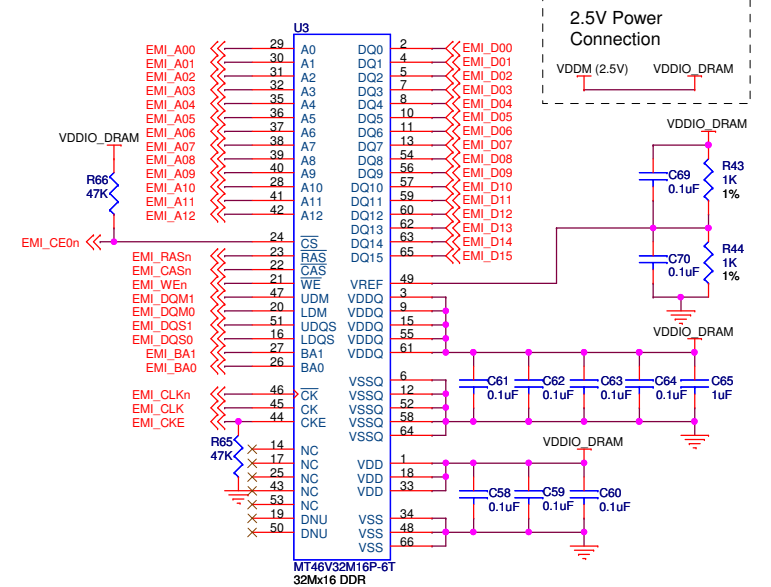 U3
2.5V Power
Connection
VDDM (2.5V) VDDIO_DRAM
EMI_A00 29 A0 DQ0 2 EMI_D00
EMI_A01 30 A1 DQ1 4 EMI_D01
EMI_A02 31 A2 DQ2 5 EMI_D02
EMI_A03 32 A3 DQ3 7 EMI_D03
EMI_A04 35 A4 DQ4 8 EMI_D04
EMI_A05 36 A5 DQ5 10 EMI_D05
EMI_A06 37 A6 DQ6 11 EMI_D06
EMI_A07 38 A7 DQ7 13 EMI_D07
EMI_A08 39 A8 DQ8 54 EMI_D08
EMI_A09 40 A9 DQ9 56 EMI_D09
EMI_A10 28 A10 DQ10 57 EMI_D10
EMI_A11 41 A11 DQ11 59 EMI_D11
EMI_A12 42 A12 DQ12 60 EMI_D12
DQ13 62 EMI_D13
EMI_CE0n 24 CS DQ14 63 EMI_D14
EMI_RASn 23 RAS DQ15 65 EMI_D15
EMI_CASn 22 CAS
EMI_WEn 21 WE VREF 49
EMI_DQM1 47 UDM VDDQ 3
EMI_DQM0 20 LDM VDDQ 9
EMI_DQS1 51 UDQS VDDQ 15
EMI_DQS0 16 LDQS VDDQ 55
EMI_BA1 27 BA1 VDDQ 61
EMI_BA0 26 BA0
VSSQ 6
EMI_CLKn 46 CK VSSQ 12
EMI_CLK 45 CK VSSQ 52
EMI_CKE 44 CKE VSSQ 58
VSSQ 64
14 NC
17 NC VDD 1
25 NC VDD 18
43 NC VDD 33
53 NC
19 DNU VSS 34
50 DNU VSS 48
VSS 66
MT46V32M16P-6T
32Mx16 DDR
VDDIO_DRAM
R66
47K
R65
47K
VDDIO_DRAM
C69
0.1uF
R43
1K
1%
C70
0.1uF
R44
1K
1%
VDDIO_DRAM
C61
0.1uF
C62
0.1uF
C63
0.1uF
C64
0.1uF
C65
1uF
VDDIO_DRAM
C58
0.1uF
C59
0.1uF
C60
0.1uF